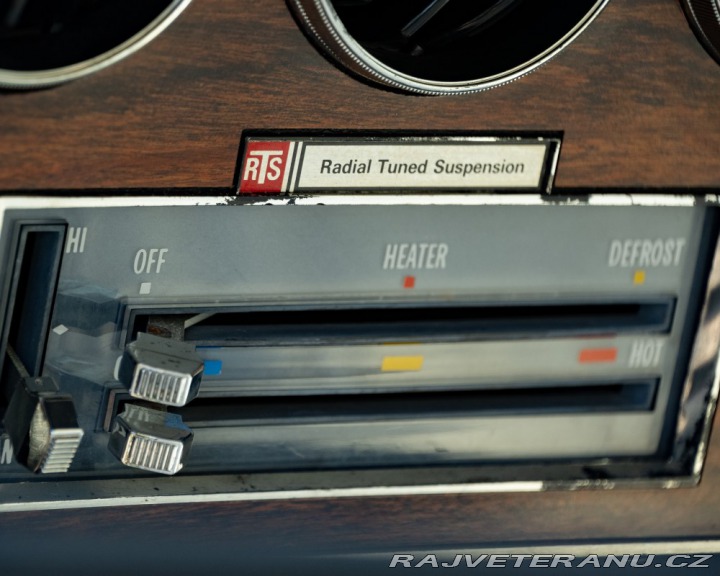 RTS Radial Tuned Suspension
HI
OFF HEATER DEFROST
HOT
N
RAJVETERANU.CZ